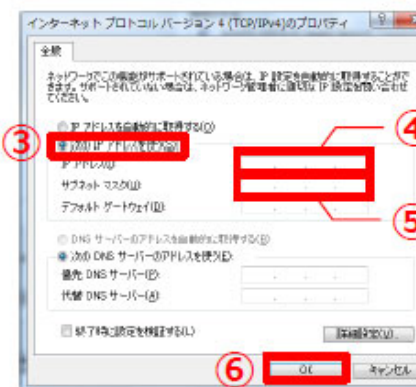 インターネット プロトコル バージョン 4 (TCP/IPv4)のプロパティ
全般
ネットワークでこの機能がサポートされている場合は、IP 設定を自動的に取得することがで
きます。サポートされていない場合は、ネットワーク管理者に適切な IP 設定を問い合わせ
てください。
IP アドレスを自動的に取得する(O)
③
次の IP アドレスを使う(S):
④
IP アドレス(I):
サブネット マスク(U):
デフォルト ゲートウェイ(D):
⑤
DNS サーバーのアドレスを自動的に取得する(B)
次の DNS サーバーのアドレスを使う(E):
優先 DNS サーバー(P):
代替 DNS サーバー(A):
終了時に設定を検証する(L)
詳細設定(V)...
⑥
OK
キャンセル